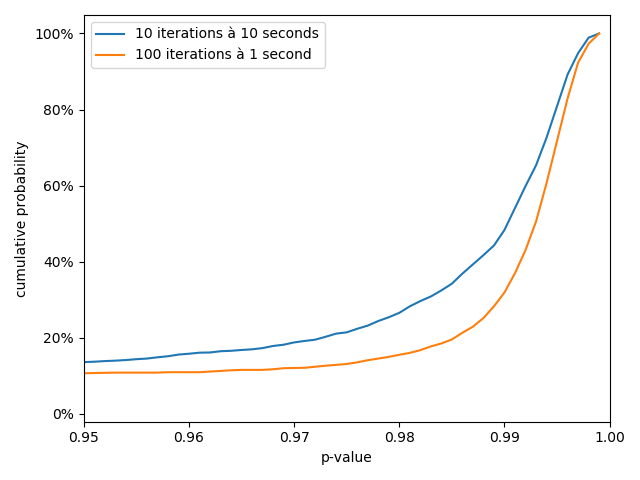 10 iterations à 10 seconds
100 iterations à 1 second
cumulative probability
100%
80%
60%
40%
20%
0%
0.95 0.96 0.97 0.98 0.99 1.00
p-value